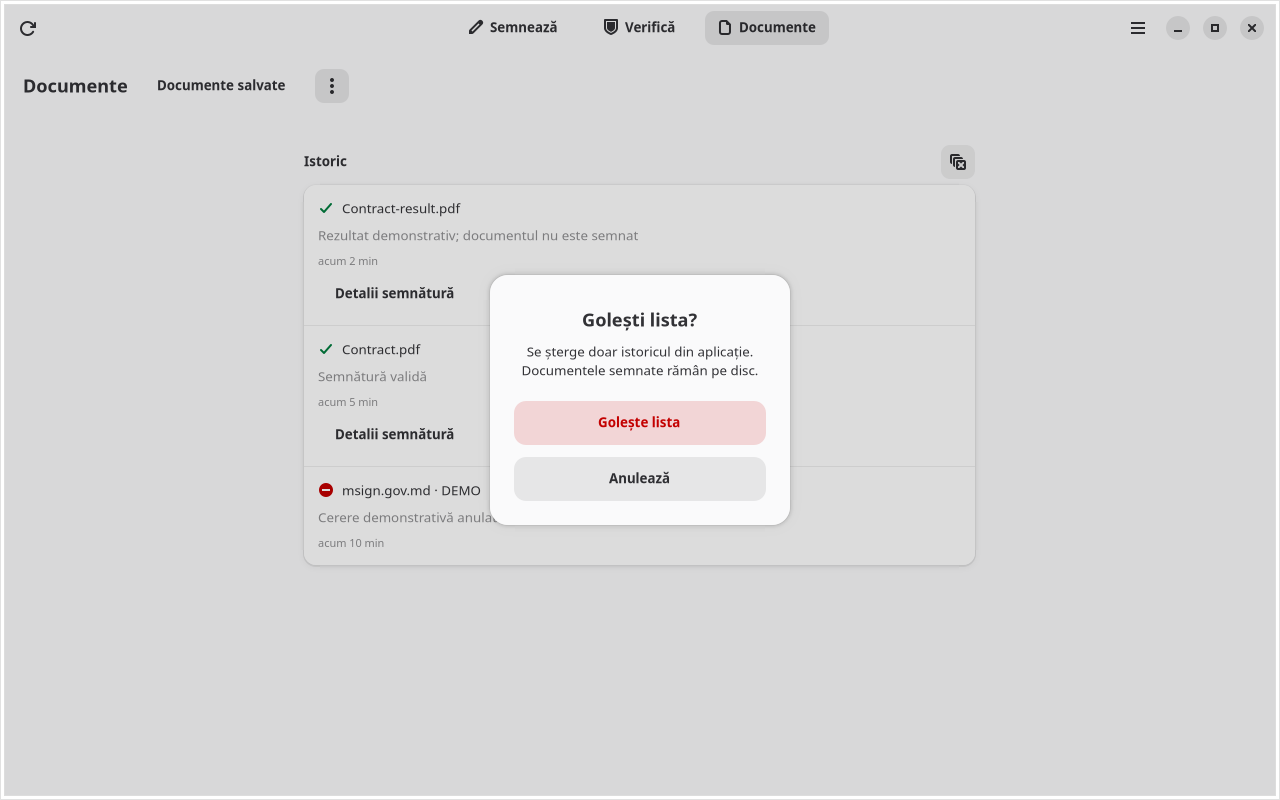 Semnează
Verifică
Documente
Documente
Documente salvate
Istoric
Contract-result.pdf
Rezultat demonstrativ; documentul nu este semnat
acum 2 min
Detalii semnătură
Contract.pdf
Semnătură validă
acum 5 min
Detalii semnătură
msign.gov.md · DEMO
Cerere demonstrativă
acum 10 min
Golești lista?
Se șterge doar istoricul din aplicație.
Documentele semnate rămân pe disc.
Golește lista
Anulează